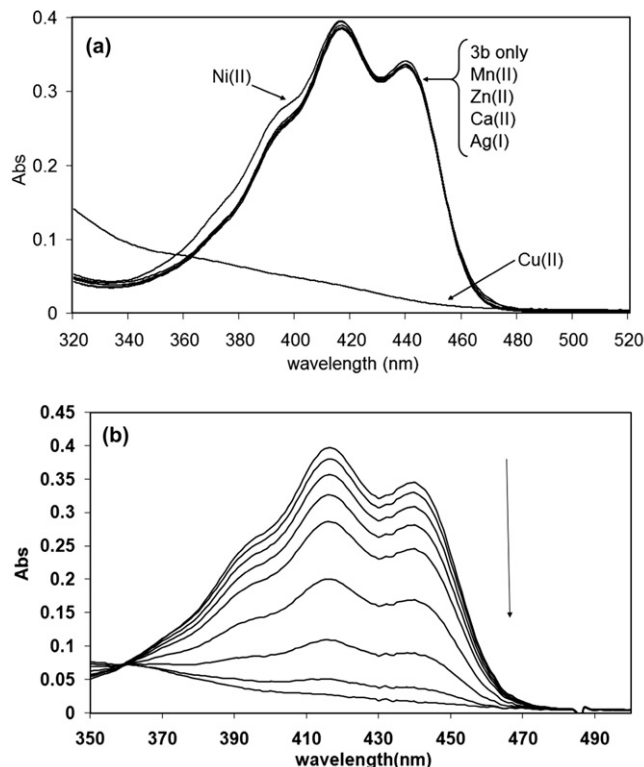 (a)
0.4
0.3
0.2
0.1
0
Abs
Ni(II)
3b only
Mn(II)
Zn(II)
Ca(II)
Ag(I)
Cu(II)
320 340 360 380 400 420 440 460 480 500 520
wavelength (nm)
(b)
0.45
0.4
0.35
0.3
0.25
0.2
0.15
0.1
0.05
0
Abs
350 370 390 410 430 450 470 490
wavelength(nm)